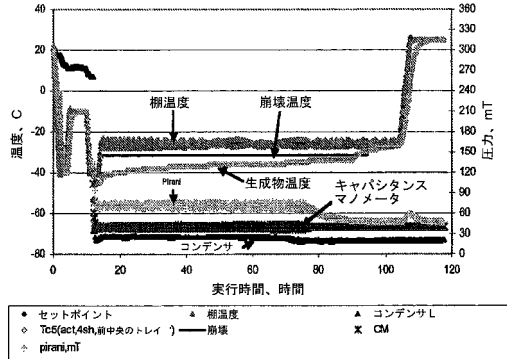 40
20
0
-20
-40
-60
-80
温度、C
360
330
300
270
240
210
180
150
120
90
60
30
0
圧力、mT
棚温度
崩壊温度
Pirani
生成物温度
キャパシタンス
マノメータ
コンデンサ
0 20 40 60 80 100 120
実行時間、時間
セットポイント
棚温度
コンデンサ L
Tc5(act,4sh,前中央のトレイ )
崩壊
CM
pirani,mT